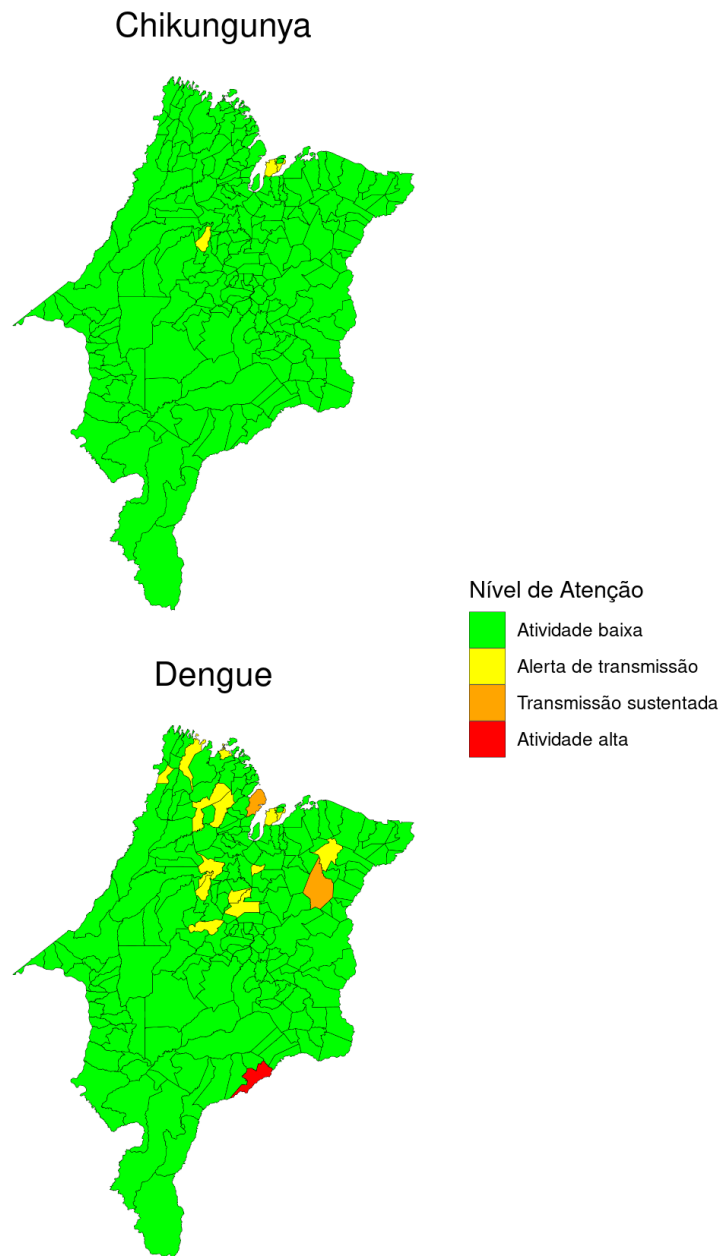 Chikungunya
Nível de Atenção
Atividade baixa
Alerta de transmissão
Transmissão sustentada
Atividade alta
Dengue